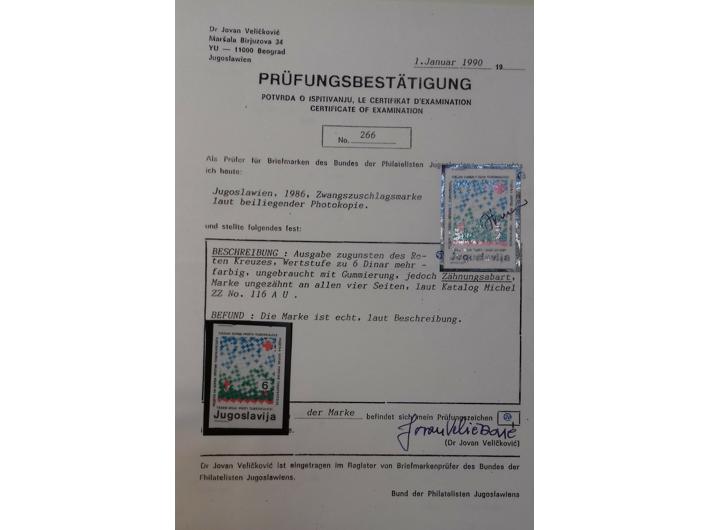 Dr Jovan Veličković
Maršala Birjuzova 34
YU — 11000 Beograd
Jugoslawien
1.Januar 1990 19
PRÜFUNGSBESTÄTIGUNG
POTVRDA O ISPITIVANJU, LE CERTIFIKAT D'EXAMINATION
CERTIFICATE OF EXAMINATION
No. 266
Als Prüfer für Briefmarken des Bundes der Philatelisten
ich heute:
Jugoslawien, 1986, Zwangszuschlagsmarke
laut beiliegender Photokopie.
und stellte folgendes fest:
Jugoslavija
BESCHREIBUNG : Ausgabe zugunsten des Ro-
ten Kreuzes, Wertstufe zu 6 Dinar mehr -
farbig, ungebraucht mit Gummierung, jedoch Zähnungsabart,
Marke ungezähnt an allen vier Seiten, laut Katalog Michel
ZZ No. 116 A U .
BEFUND : Die Marke ist echt, laut Beschreibung.
6
Jugoslavija
der Marke befindet sich mein Prüfungszeichen
Jovan Veličković
(Dr Jovan Veličković)
Dr Jovan Veličković ist eingetragen im Register von Briefmarkenprüfer des Bundes der
Philatelisten Jugoslawiens.
Bund der Philatelisten Jugoslawiens